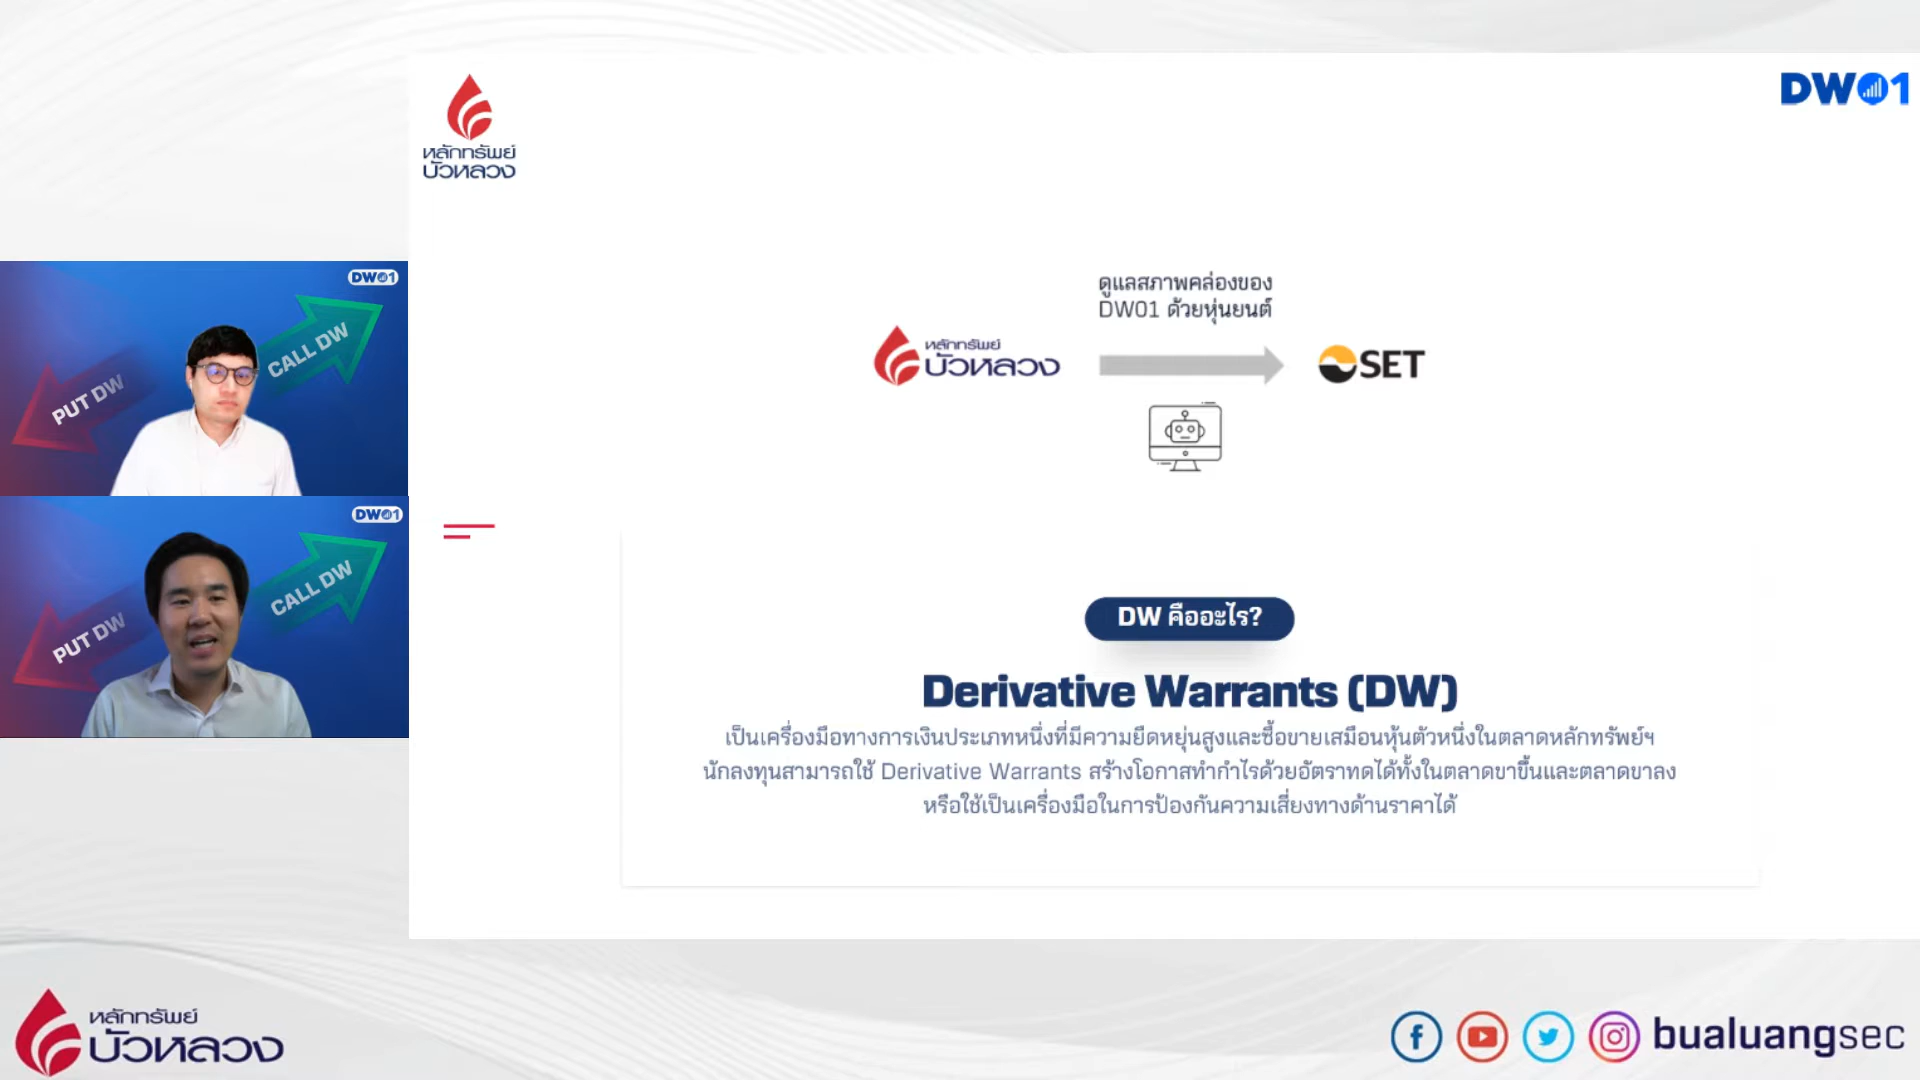 หลักทรัพย์
บัวหลวง
DW01
ดูแลสภาพคล่องของ
DW01 ด้วยหุ่นยนต์
หลักทรัพย์
บัวหลวง
SET
DW01
PUT DW
CALL DW
DW01
PUT DW
CALL DW
DW คืออะไร?
Derivative Warrants (DW)
เป็นเครื่องมือทางการเงินประเภทหนึ่งที่มีความยืดหยุ่นสูงและซื้อขายเสมือนหุ้นตัวหนึ่งในตลาดหลักทรัพย์ฯ
นักลงทุนสามารถใช้ Derivative Warrants สร้างโอกาสทำกำไรด้วยอัตราทดได้ทั้งในตลาดขาขึ้นและตลาดขาลง
หรือใช้เป็นเครื่องมือในการป้องกันความเสี่ยงทางด้านราคาได้
หลักทรัพย์
บัวหลวง
bualuangsec